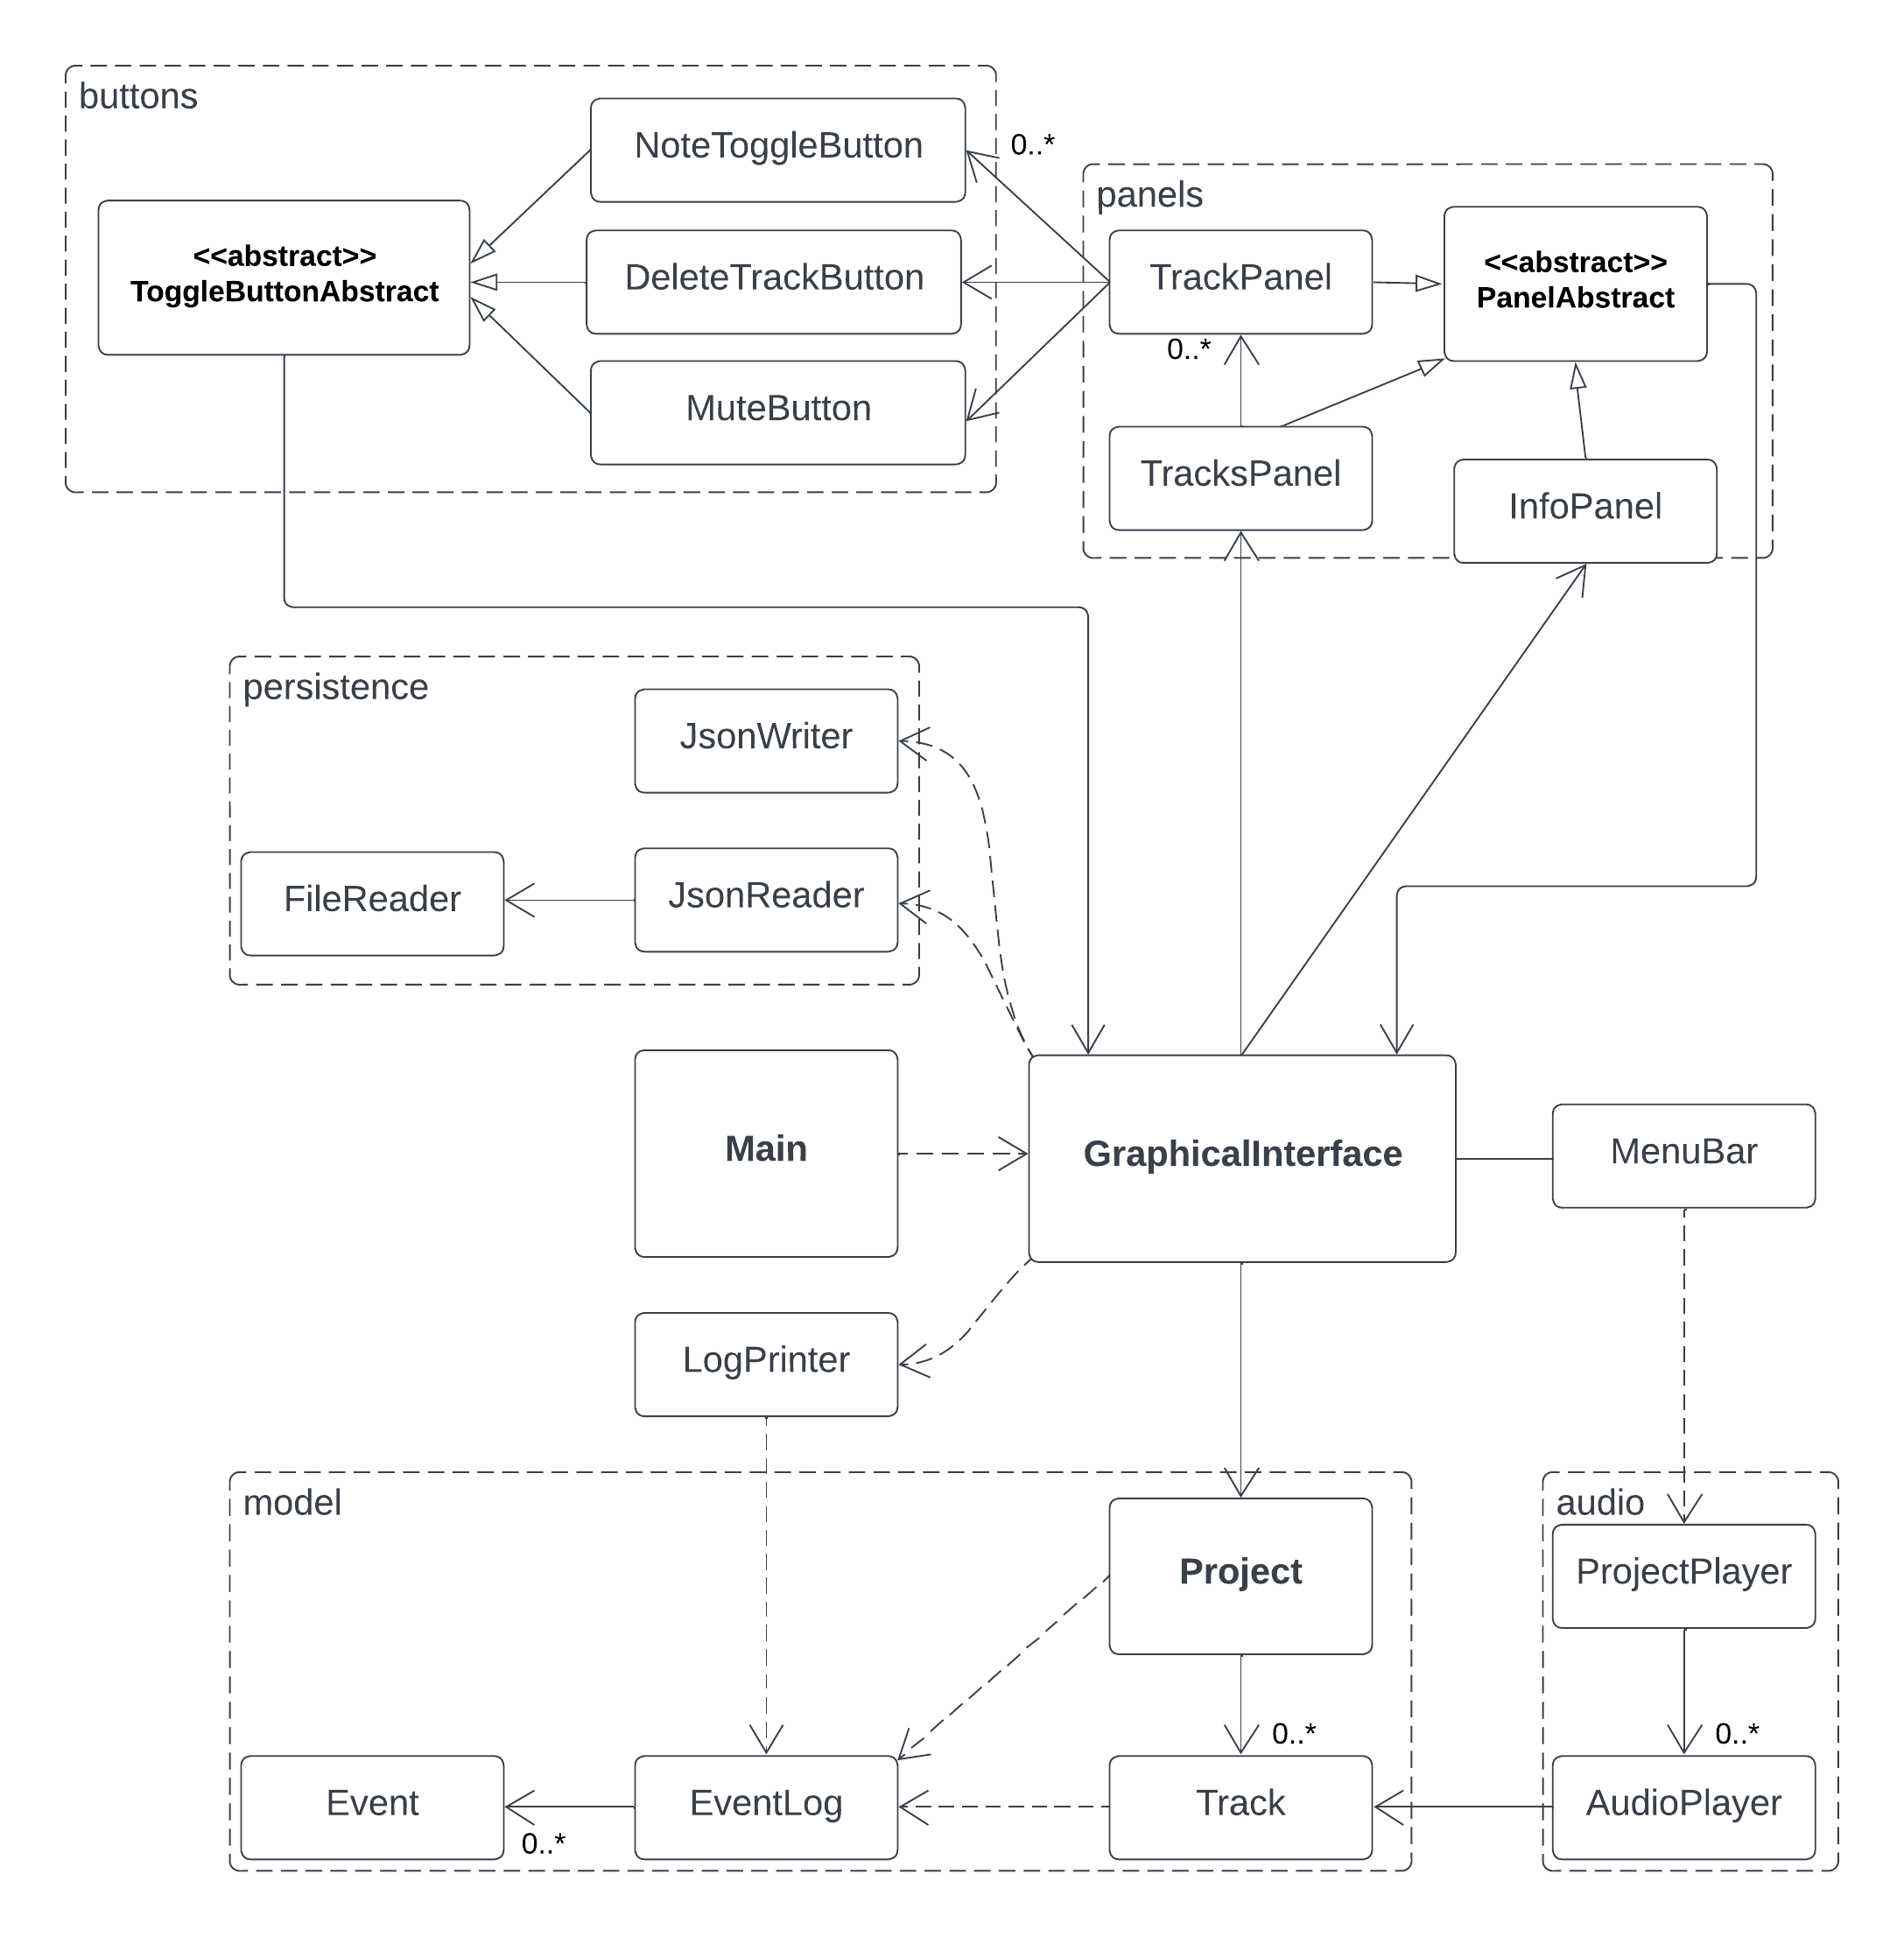 buttons
NoteToggleButton
0..*
panels
<<abstract>>
ToggleButtonAbstract
DeleteTrackButton
TrackPanel
<<abstract>>
PanelAbstract
0..*
MuteButton
TracksPanel
InfoPanel
persistence
JsonWriter
FileReader
JsonReader
Main
GraphicalInterface
MenuBar
LogPrinter
model
audio
Project
ProjectPlayer
0..*
0..*
Event
EventLog
Track
AudioPlayer
0..*